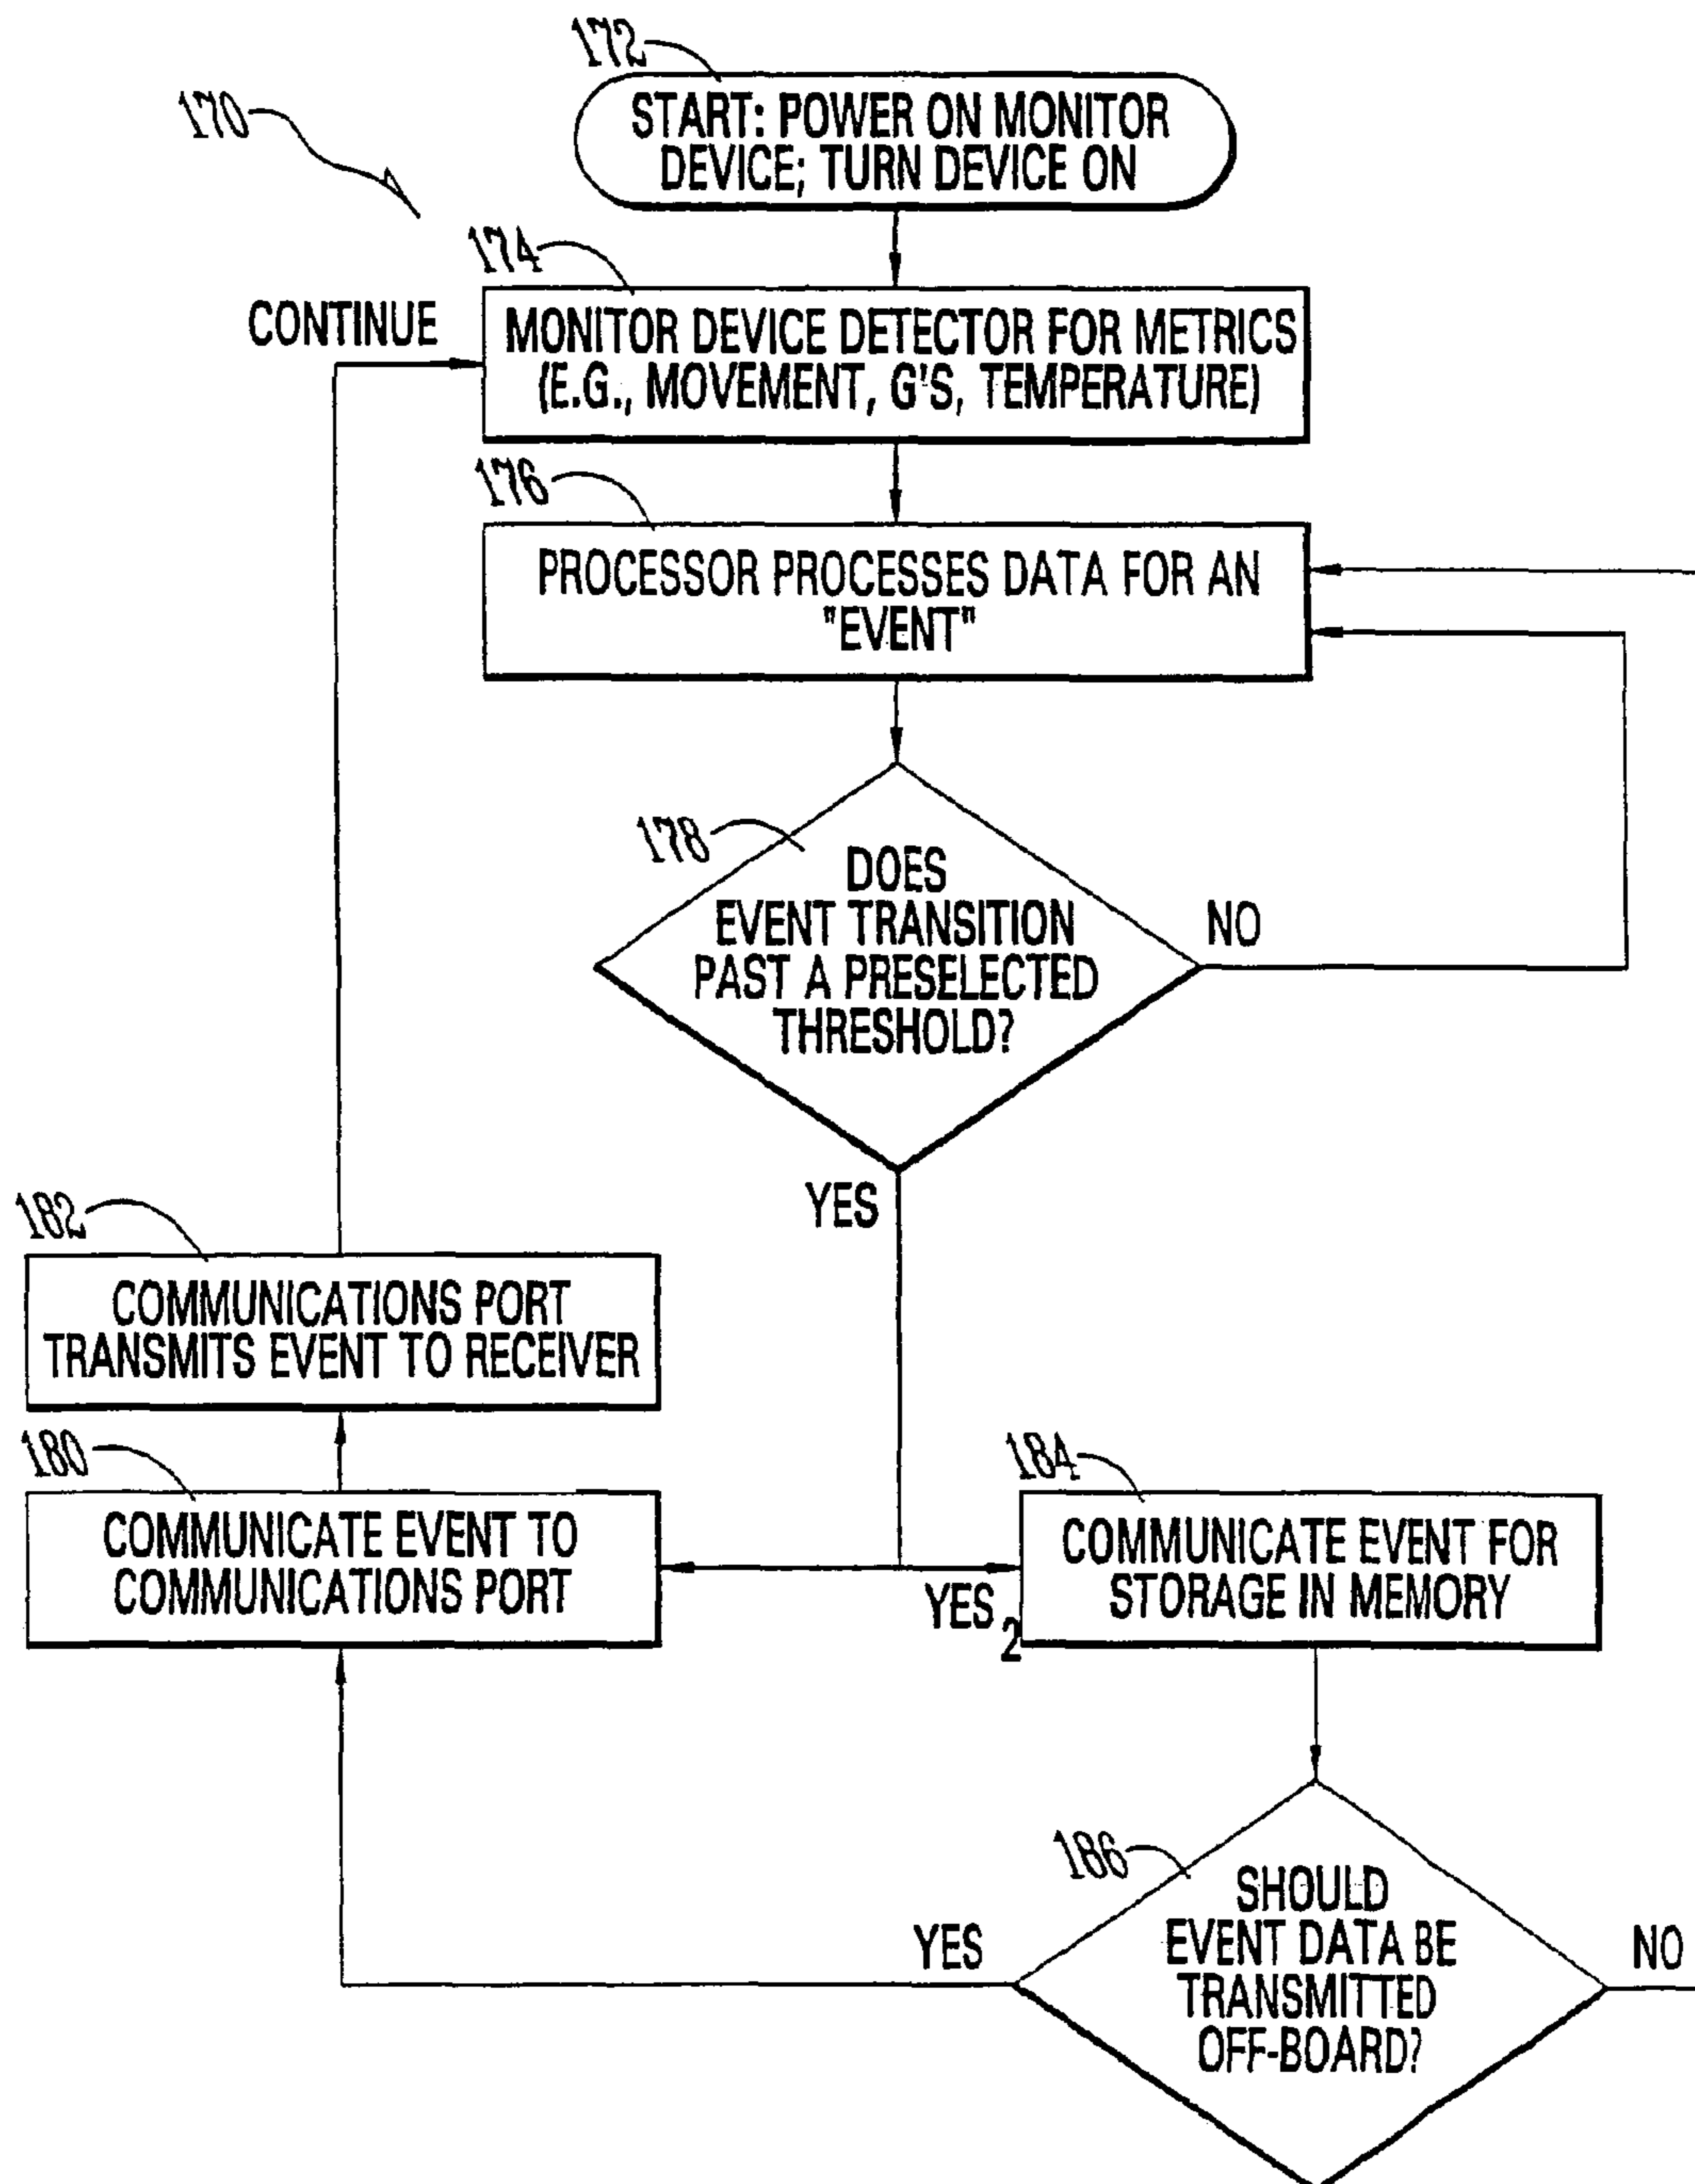 172
170
START: POWER ON MONITOR
DEVICE; TURN DEVICE ON
174
CONTINUE
MONITOR DEVICE DETECTOR FOR METRICS
(E.G., MOVEMENT, G'S, TEMPERATURE)
176
PROCESSOR PROCESSES DATA FOR AN
"EVENT"
178
DOES
EVENT TRANSITION
PAST A PRESELECTED
THRESHOLD?
NO
YES
182
COMMUNICATIONS PORT
TRANSMITS EVENT TO RECEIVER
180
COMMUNICATE EVENT TO
COMMUNICATIONS PORT
184
COMMUNICATE EVENT FOR
STORAGE IN MEMORY
YES2
186
SHOULD
EVENT DATA BE
TRANSMITTED
OFF-BOARD?
YES
NO